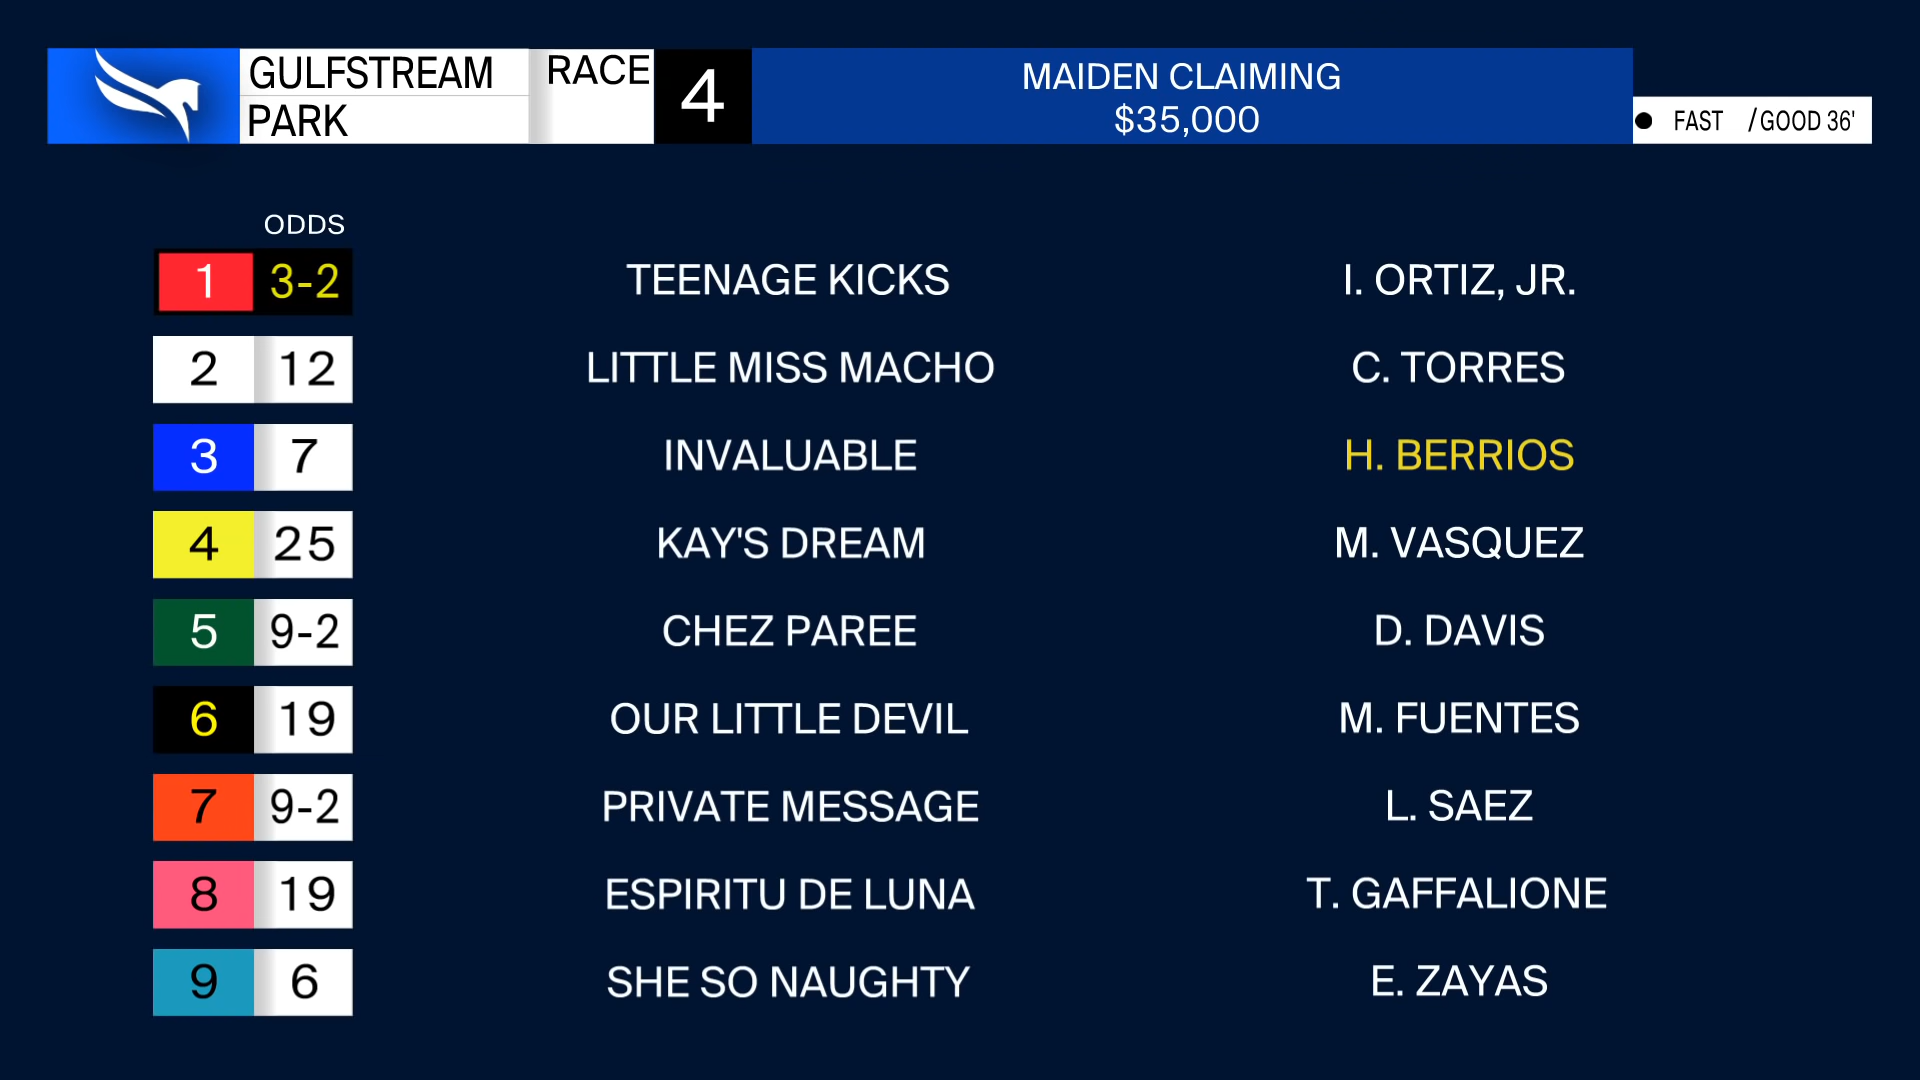 GULFSTREAM
PARK
RACE
4
MAIDEN CLAIMING
$35,000
FAST /GOOD 36'
ODDS
1 3-2 TEENAGE KICKS I. ORTIZ, JR.
2 12 LITTLE MISS MACHO C. TORRES
3 7 INVALUABLE H. BERRIOS
4 25 KAY'S DREAM M. VASQUEZ
5 9-2 CHEZ PAREE D. DAVIS
6 19 OUR LITTLE DEVIL M. FUENTES
7 9-2 PRIVATE MESSAGE L. SAEZ
8 19 ESPIRITU DE LUNA T. GAFFALIONE
9 6 SHE SO NAUGHTY E. ZAYAS